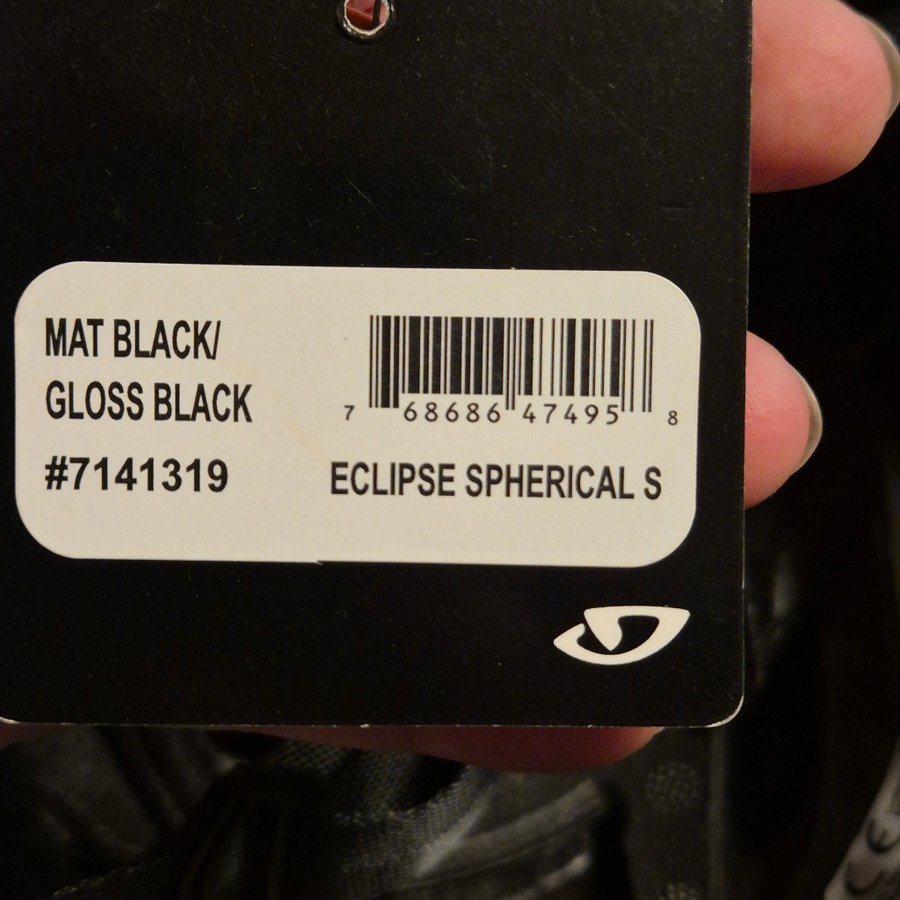 MAT BLACK/
GLOSS BLACK
#7141319
7 68686 47495 8
ECLIPSE SPHERICAL S